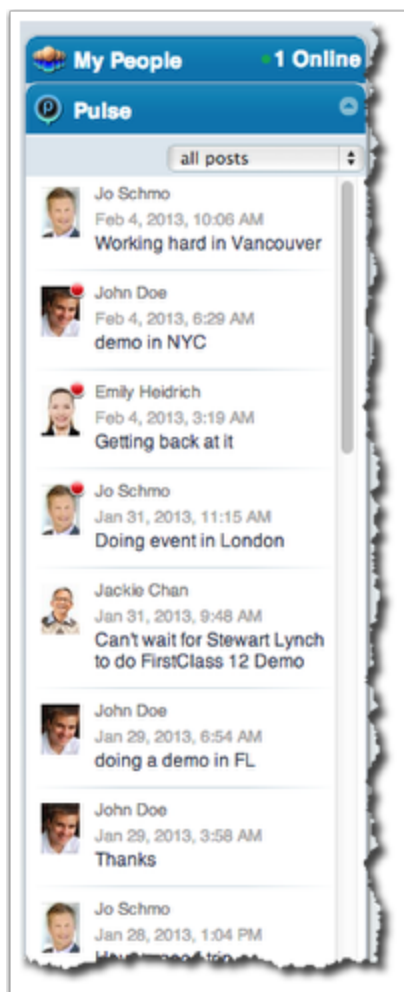 My People 1 Online
Pulse
all posts
Jo Schmo
Feb 4, 2013, 10:06 AM
Working hard in Vancouver
John Doe
Feb 4, 2013, 6:29 AM
demo in NYC
Emily Heidrich
Feb 4, 2013, 3:19 AM
Getting back at it
Jo Schmo
Jan 31, 2013, 11:15 AM
Doing event in London
Jackie Chan
Jan 31, 2013, 9:48 AM
Can't wait for Stewart Lynch
to do FirstClass 12 Demo
John Doe
Jan 29, 2013, 6:54 AM
doing a demo in FL
John Doe
Jan 29, 2013, 3:58 AM
Thanks
Jo Schmo
Jan 28, 2013, 1:04 PM
trip